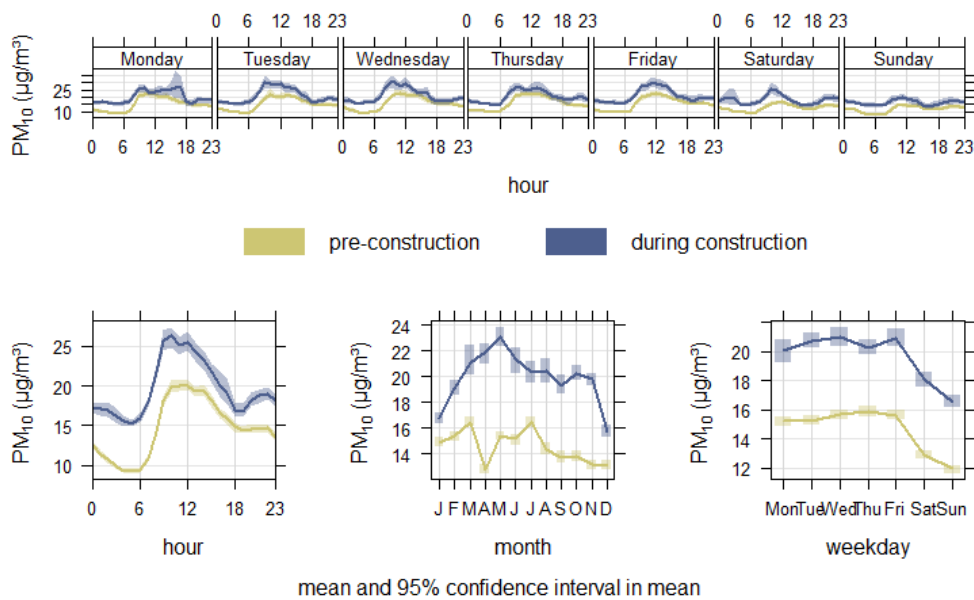 0 6 12 18 23 0 6 12 18 23 0 6 12 18 23
Monday Tuesday Wednesday Thursday Friday Saturday Sunday
PM10 (µg/m³)
25
10
0 6 12 18 23 0 6 12 18 23 0 6 12 18 23 0 6 12 18 23
hour
pre-construction during construction
PM10 (µg/m³)
25
20
15
10
0 6 12 18 23
hour
PM10 (µg/m³)
24
22
20
18
16
14
J F M A M J J A S O N D
month
PM10 (µg/m³)
20
18
16
14
12
Mon Tue Wed Thu Fri Sat Sun
weekday
mean and 95% confidence interval in mean